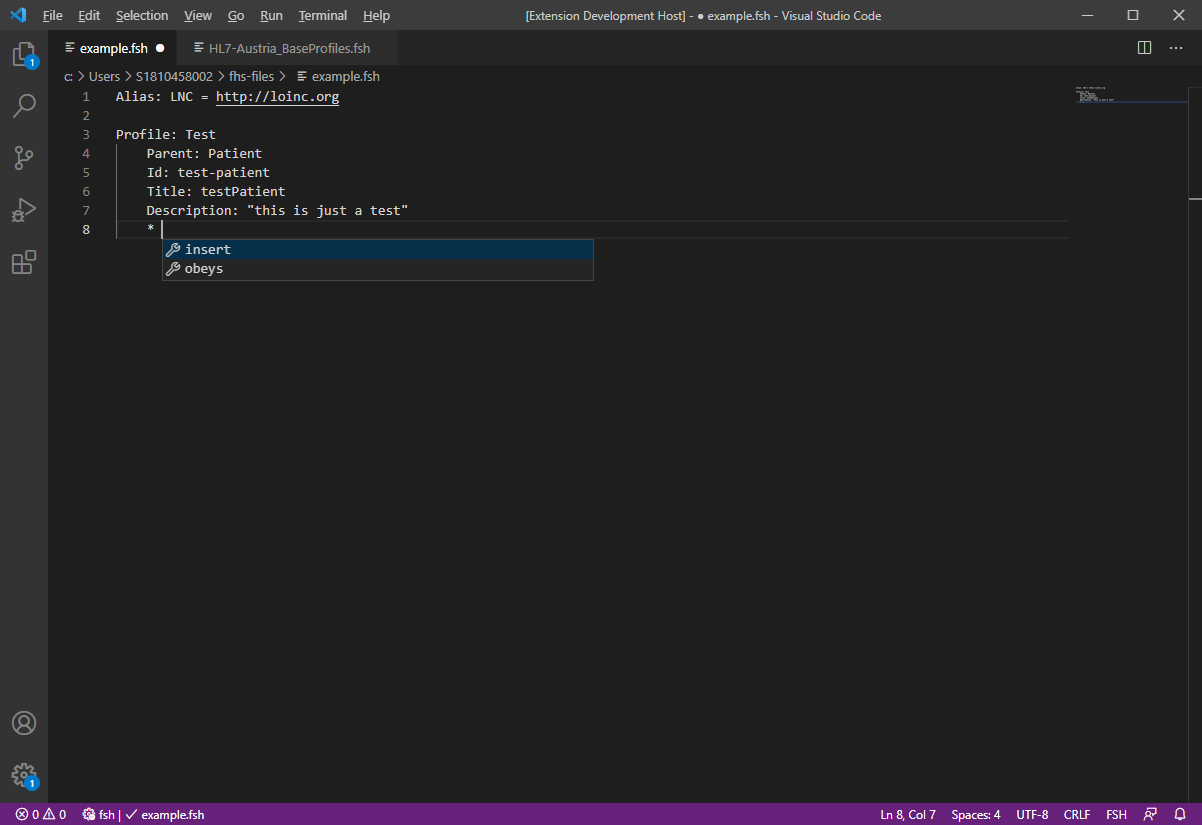 File Edit Selection View Go Run Terminal Help [Extension Development Host] - ● example.fsh - Visual Studio Code
example.fsh ● HL7-Austria_BaseProfiles.fsh
c: > Users > S1810458002 > fhs-files > example.fsh
1 Alias: LNC = http://loinc.org
2
3 Profile: Test
4 Parent: Patient
5 Id: test-patient
6 Title: testPatient
7 Description: "this is just a test"
8 *
insert
obeys
1
1
0 0 fsh | ✓ example.fsh Ln 8, Col 7 Spaces: 4 UTF-8 CRLF FSH